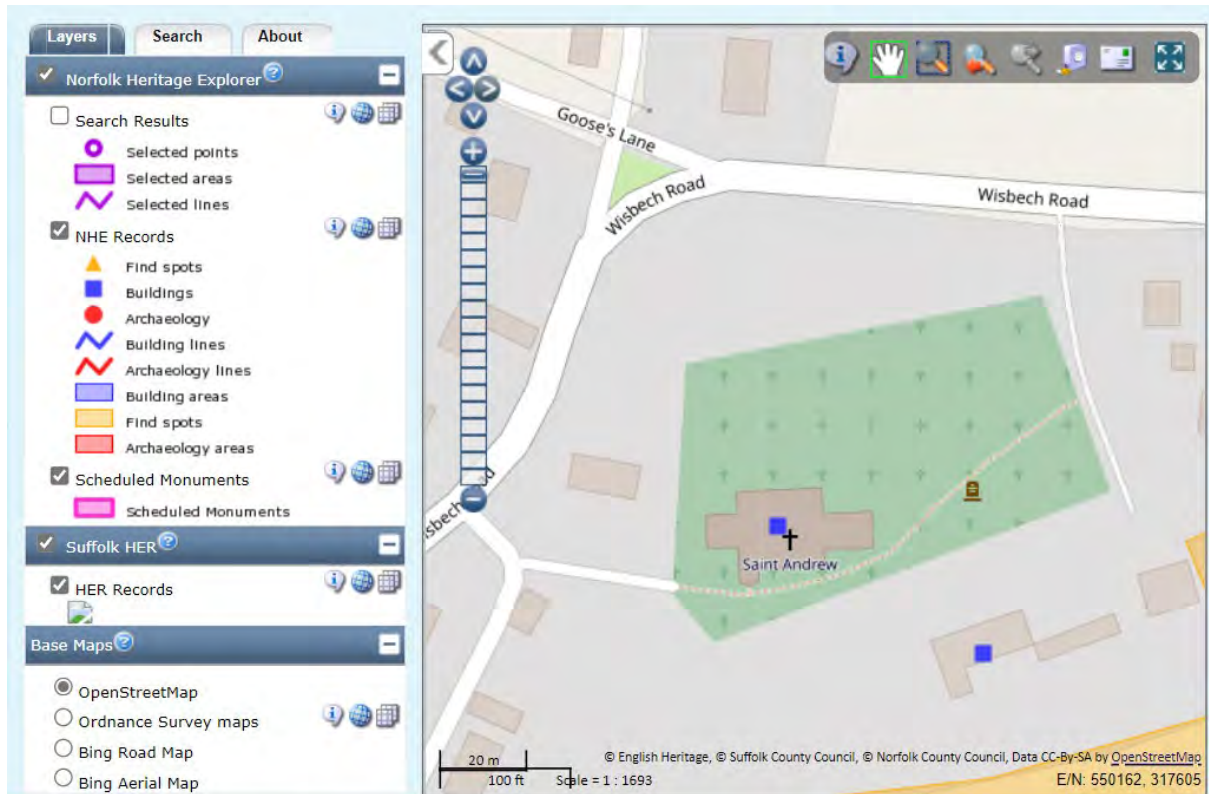 Layers Search About
Norfolk Heritage Explorer ?
Search Results
Selected points
Selected areas
Selected lines
NHE Records
Find spots
Buildings
Archaeology
Building lines
Archaeology lines
Building areas
Find spots
Archaeology areas
Scheduled Monuments
Scheduled Monuments
Suffolk HER ?
HER Records
Base Maps ?
OpenStreetMap
Ordnance Survey maps
Bing Road Map
Bing Aerial Map
Goose's Lane
Wisbech Road
Wisbech Road
Saint Andrew
20 m
100 ft
Scale = 1 : 1693
© English Heritage, © Suffolk County Council, © Norfolk County Council, Data CC-By-SA by OpenStreetMap
E/N: 550162, 317605